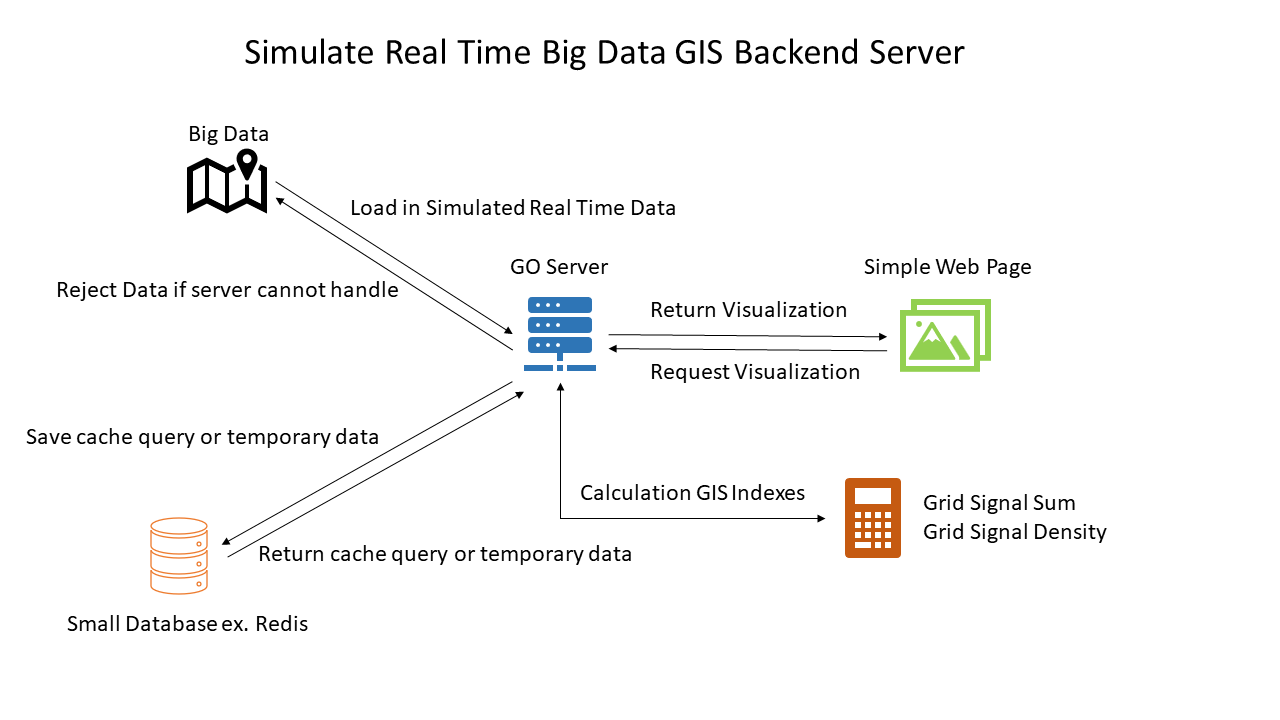 Simulate Real Time Big Data GIS Backend Server
Big Data
Load in Simulated Real Time Data
Reject Data if server cannot handle
GO Server
Simple Web Page
Return Visualization
Request Visualization
Save cache query or temporary data
Calculation GIS Indexes
Grid Signal Sum
Grid Signal Density
Return cache query or temporary data
Small Database ex. Redis